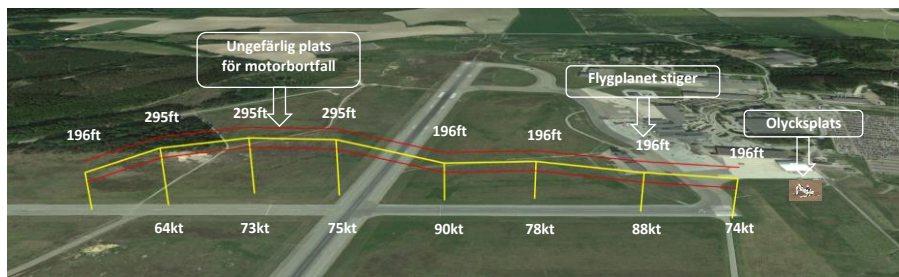 Ungefärlig plats
för motorbortfall
Flygplanet stiger
Olycksplats
196ft
295ft
295ft
295ft
196ft
196ft
196ft
196ft
64kt
73kt
75kt
90kt
78kt
88kt
74kt